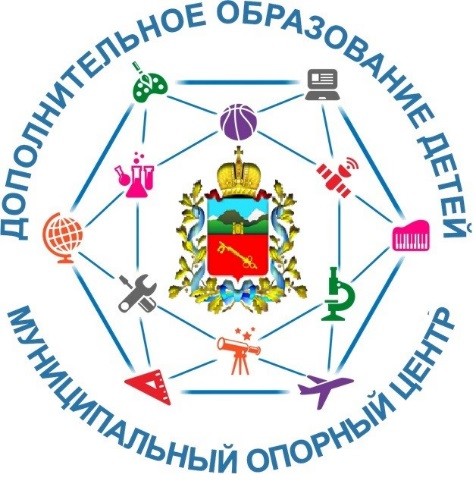 ДОПОЛНИТЕЛЬНОЕ ОБРАЗОВАНИЕ ДЕТЕЙ
МУНИЦИПАЛЬНЫЙ ОПОРНЫЙ ЦЕНТР